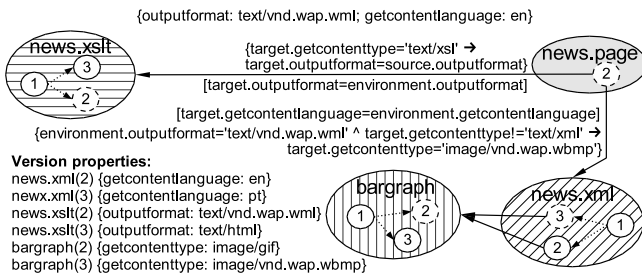 {outputformat: text/vnd.wap.wml; getcontentlanguage: en}
news.xslt
3
1
2
{target.getcontenttype='text/xsl' →
target.outputformat=source.outputformat}
[target.outputformat=environment.outputformat]
news.page
2
[target.getcontentlanguage=environment.getcontentlanguage]
{environment.outputformat='text/vnd.wap.wml' ^ target.getcontenttype!='text/xml' →
target.getcontenttype='image/vnd.wap.wbmp'}
Version properties:
news.xml(2) {getcontentlanguage: en}
newx.xml(3) {getcontentlanguage: pt}
news.xslt(2) {outputformat: text/vnd.wap.wml}
news.xslt(3) {outputformat: text/html}
bargraph(2) {getcontenttype: image/gif}
bargraph(3) {getcontenttype: image/vnd.wap.wbmp}
bargraph
1
2
3
news.xml
3
1
2